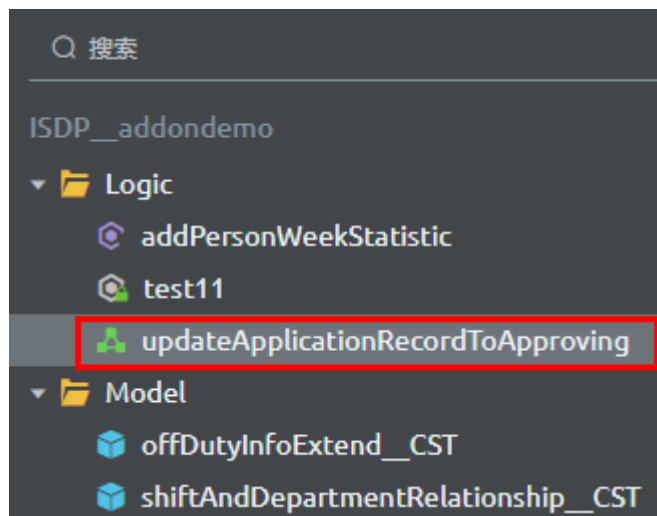 搜索
ISDP__addondemo
Logic
addPersonWeekStatistic
test11
updateApplicationRecordToApproving
Model
offDutyInfoExtend__CST
shiftAndDepartmentRelationship__CST